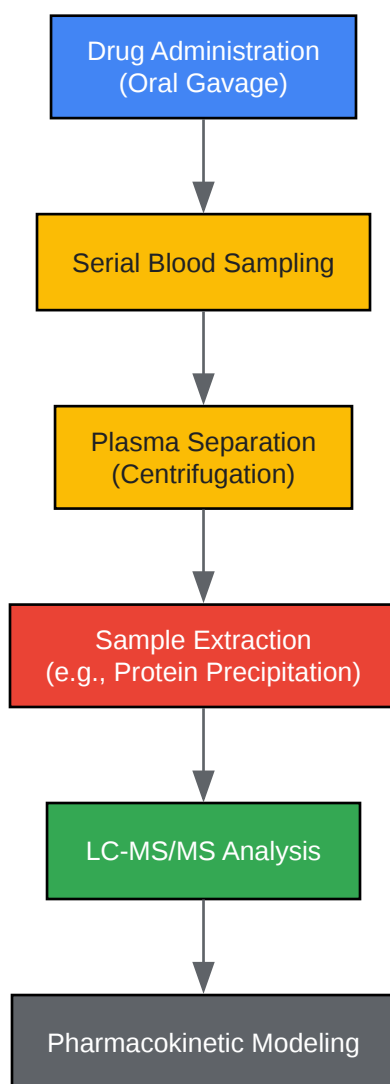 Drug Administration
(Oral Gavage)
Serial Blood Sampling
Plasma Separation
(Centrifugation)
Sample Extraction
(e.g., Protein Precipitation)
LC-MS/MS Analysis
Pharmacokinetic Modeling